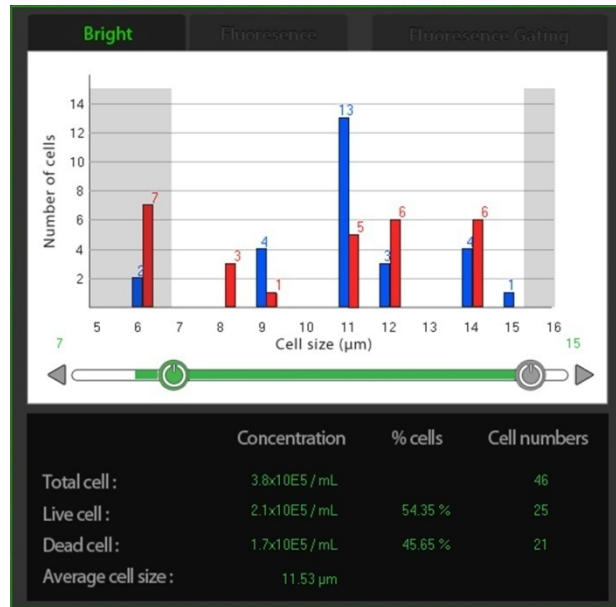 Bright Fluoresence Fluoresence Gating
Number of cells
14
12
10
8
6
4
2
2 7 3 4 1 13 5 3 6 4 6 1
5 6 7 8 9 10 11 12 13 14 15 16
Cell size (µm)
7 15
Concentration % cells Cell numbers
Total cell : 3.8x10E5 / mL 46
Live cell : 2.1x10E5 / mL 54.35 % 25
Dead cell : 1.7x10E5 / mL 45.65 % 21
Average cell size : 11.53 µm